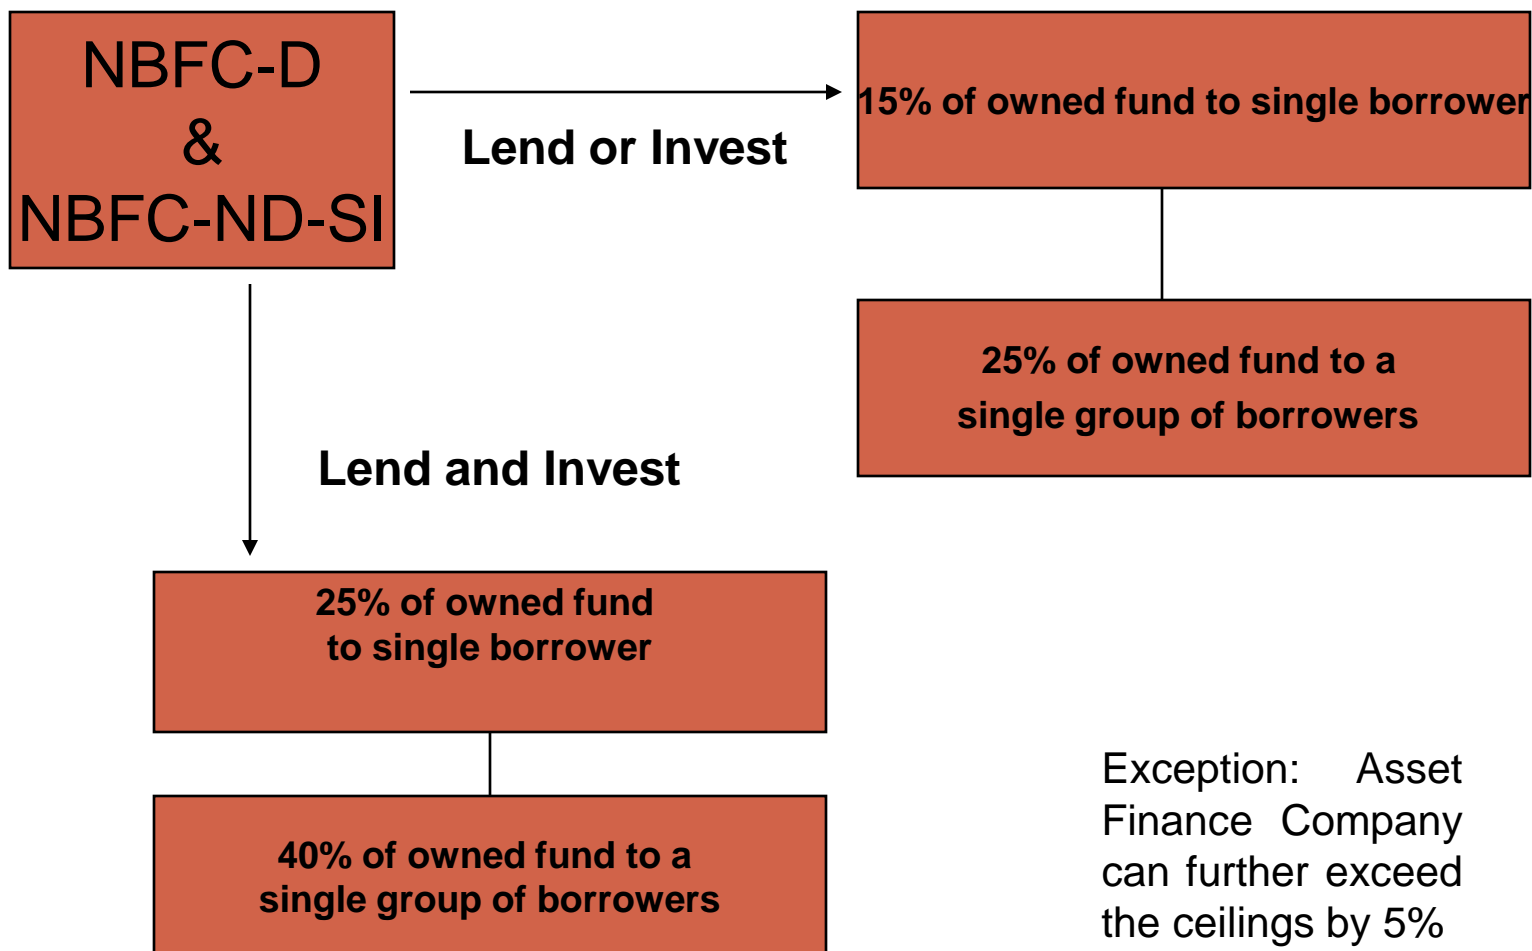 NBFC-D
&
NBFC-ND-SI
Lend or Invest
15% of owned fund to single borrower
25% of owned fund to a
single group of borrowers
Lend and Invest
25% of owned fund
to single borrower
40% of owned fund to a
single group of borrowers
Exception: Asset
Finance Company
can further exceed
the ceilings by 5%